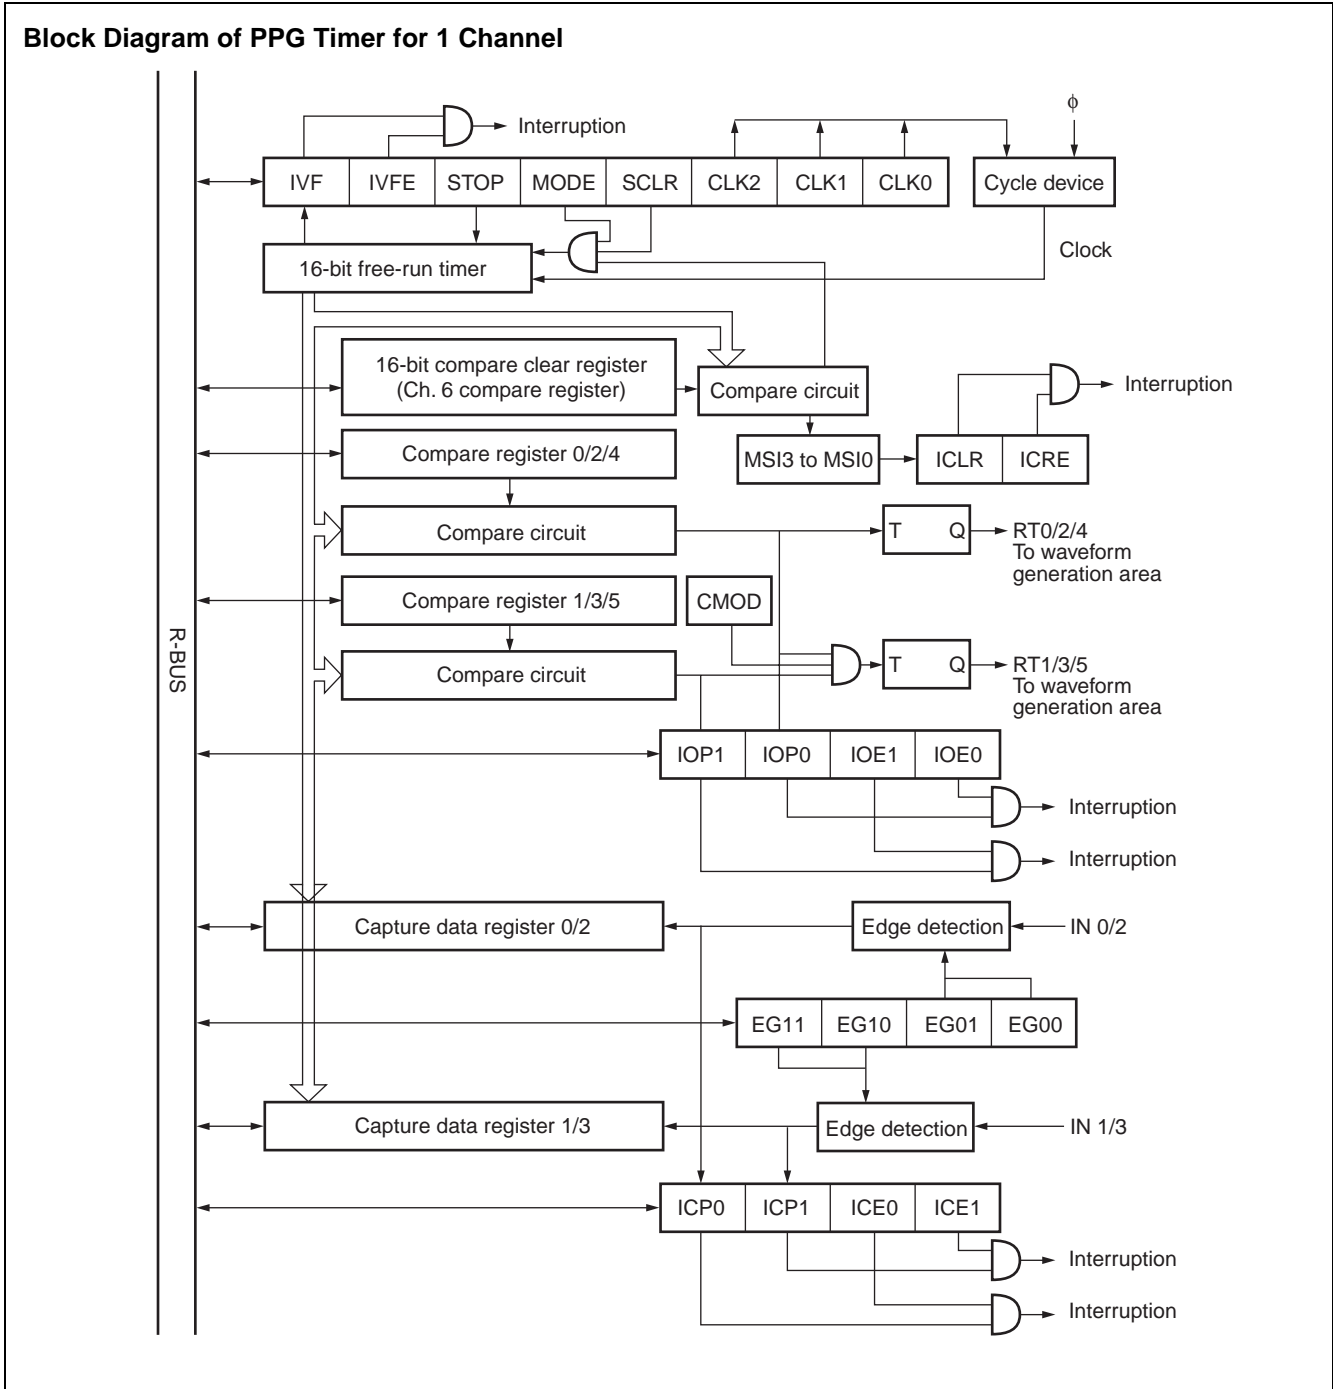 Block Diagram of PPG Timer for 1 Channel
ϕ
Interruption
IVF IVFE STOP MODE SCLR CLK2 CLK1 CLK0
Cycle device
16-bit free-run timer
Clock
16-bit compare clear register
(Ch. 6 compare register)
Compare circuit
Interruption
Compare register 0/2/4
MSI3 to MSI0
ICLR ICRE
Compare circuit
T Q
RT0/2/4
To waveform
generation area
Compare register 1/3/5
CMOD
R-BUS
Compare circuit
T Q
RT1/3/5
To waveform
generation area
IOP1 IOP0 IOE1 IOE0
Interruption
Interruption
Capture data register 0/2
Edge detection
IN 0/2
EG11 EG10 EG01 EG00
Capture data register 1/3
Edge detection
IN 1/3
ICP0 ICP1 ICE0 ICE1
Interruption
Interruption